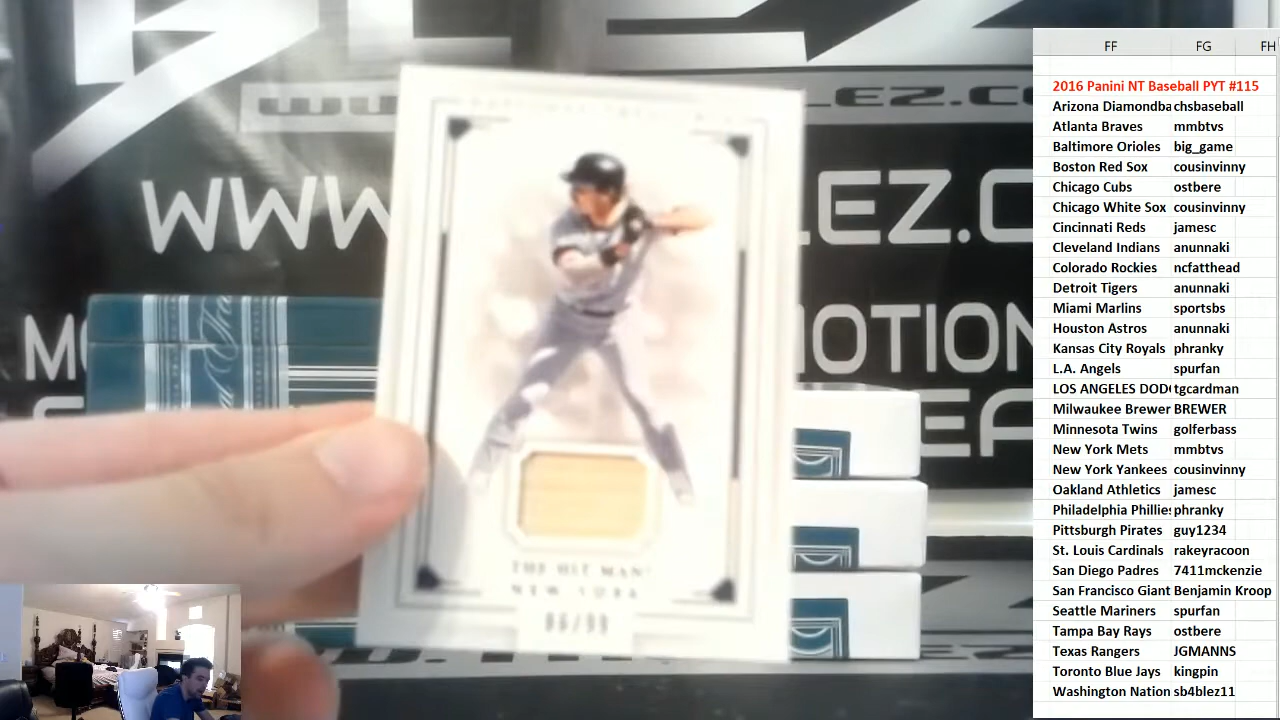 WWW
LEZ.C
LEZ.CO
MO
MOTION
EA
"THE HIT MAN"
NEW YORK
/99
FF FG FH
2016 Panini NT Baseball PYT #115
Arizona Diamondba chsbaseball
Atlanta Braves mmbtvs
Baltimore Orioles big_game
Boston Red Sox cousinvinny
Chicago Cubs ostbere
Chicago White Sox cousinvinny
Cincinnati Reds jamesc
Cleveland Indians anunnaki
Colorado Rockies ncfatthead
Detroit Tigers anunnaki
Miami Marlins sportsbs
Houston Astros anunnaki
Kansas City Royals phranky
L.A. Angels spurfan
LOS ANGELES DOD tgcardman
Milwaukee Brewer BREWER
Minnesota Twins golferbass
New York Mets mmbtvs
New York Yankees cousinvinny
Oakland Athletics jamesc
Philadelphia Phillies phranky
Pittsburgh Pirates guy1234
St. Louis Cardinals rakeyracoon
San Diego Padres 7411mckenzie
San Francisco Giant Benjamin Kroop
Seattle Mariners spurfan
Tampa Bay Rays ostbere
Texas Rangers JGMANNS
Toronto Blue Jays kingpin
Washington Nation sb4blez11